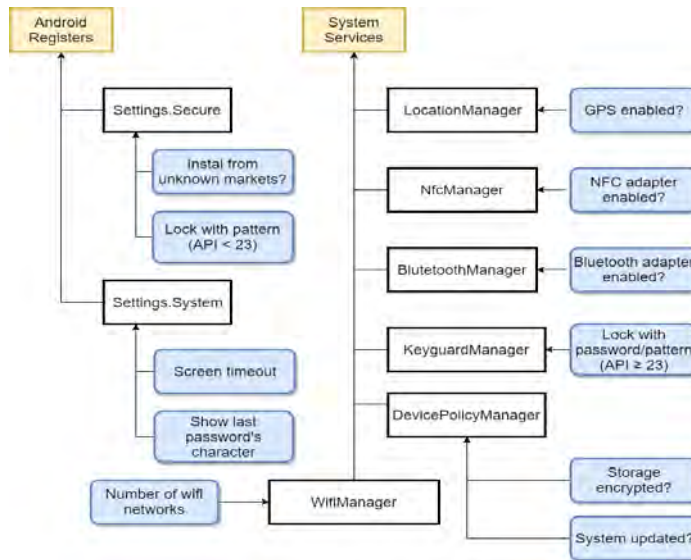 Android
Registers
System
Services
Settings.Secure
Instal from
unknown markets?
Lock with pattern
(API < 23)
Settings.System
Screen timeout
Show last
password's
character
Number of wifi
networks
WifiManager
LocationManager
GPS enabled?
NfcManager
NFC adapter
enabled?
BlutetoothManager
Bluetooth adapter
enabled?
KeyguardManager
Lock with
password/pattern
(API ≥ 23)
DevicePolicyManager
Storage
encrypted?
System updated?